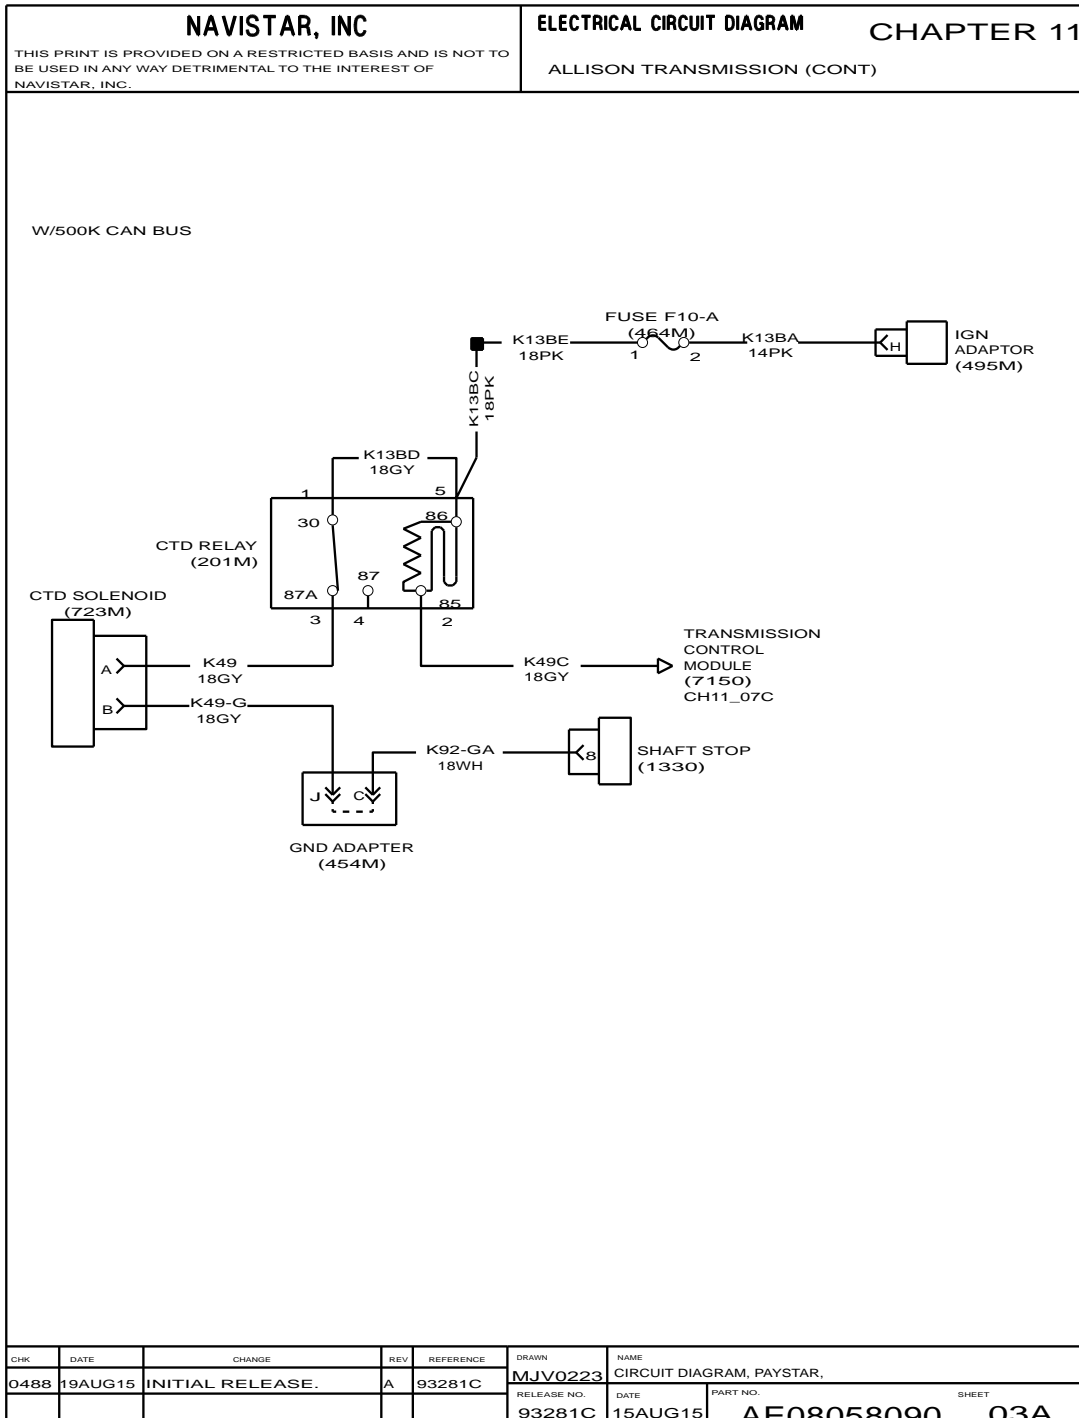 NAVISTAR, INC
THIS PRINT IS PROVIDED ON A RESTRICTED BASIS AND IS NOT TO
BE USED IN ANY WAY DETRIMENTAL TO THE INTEREST OF
NAVISTAR, INC.
ELECTRICAL CIRCUIT DIAGRAM
CHAPTER 11
ALLISON TRANSMISSION (CONT)
W/500K CAN BUS
FUSE F10-A
(464M)
K13BE
18PK
1
2
K13BA
14PK
H
IGN
ADAPTOR
(495M)
K13BC
18PK
K13BD
18GY
1
5
30
86
CTD RELAY
(201M)
87
87A
85
3
4
2
CTD SOLENOID
(723M)
A
K49
18GY
B
K49-G
18GY
K49C
18GY
TRANSMISSION
CONTROL
MODULE
(7150)
CH11_07C
K92-GA
18WH
8
SHAFT STOP
(1330)
J
C
GND ADAPTER
(454M)
CHK
DATE
CHANGE
REV
REFERENCE
0488
19AUG15
INITIAL RELEASE.
A
93281C
DRAWN
MJV0223
NAME
CIRCUIT DIAGRAM, PAYSTAR,
RELEASE NO.
93281C
DATE
15AUG15
PART NO.
AE08058090
SHEET
03A